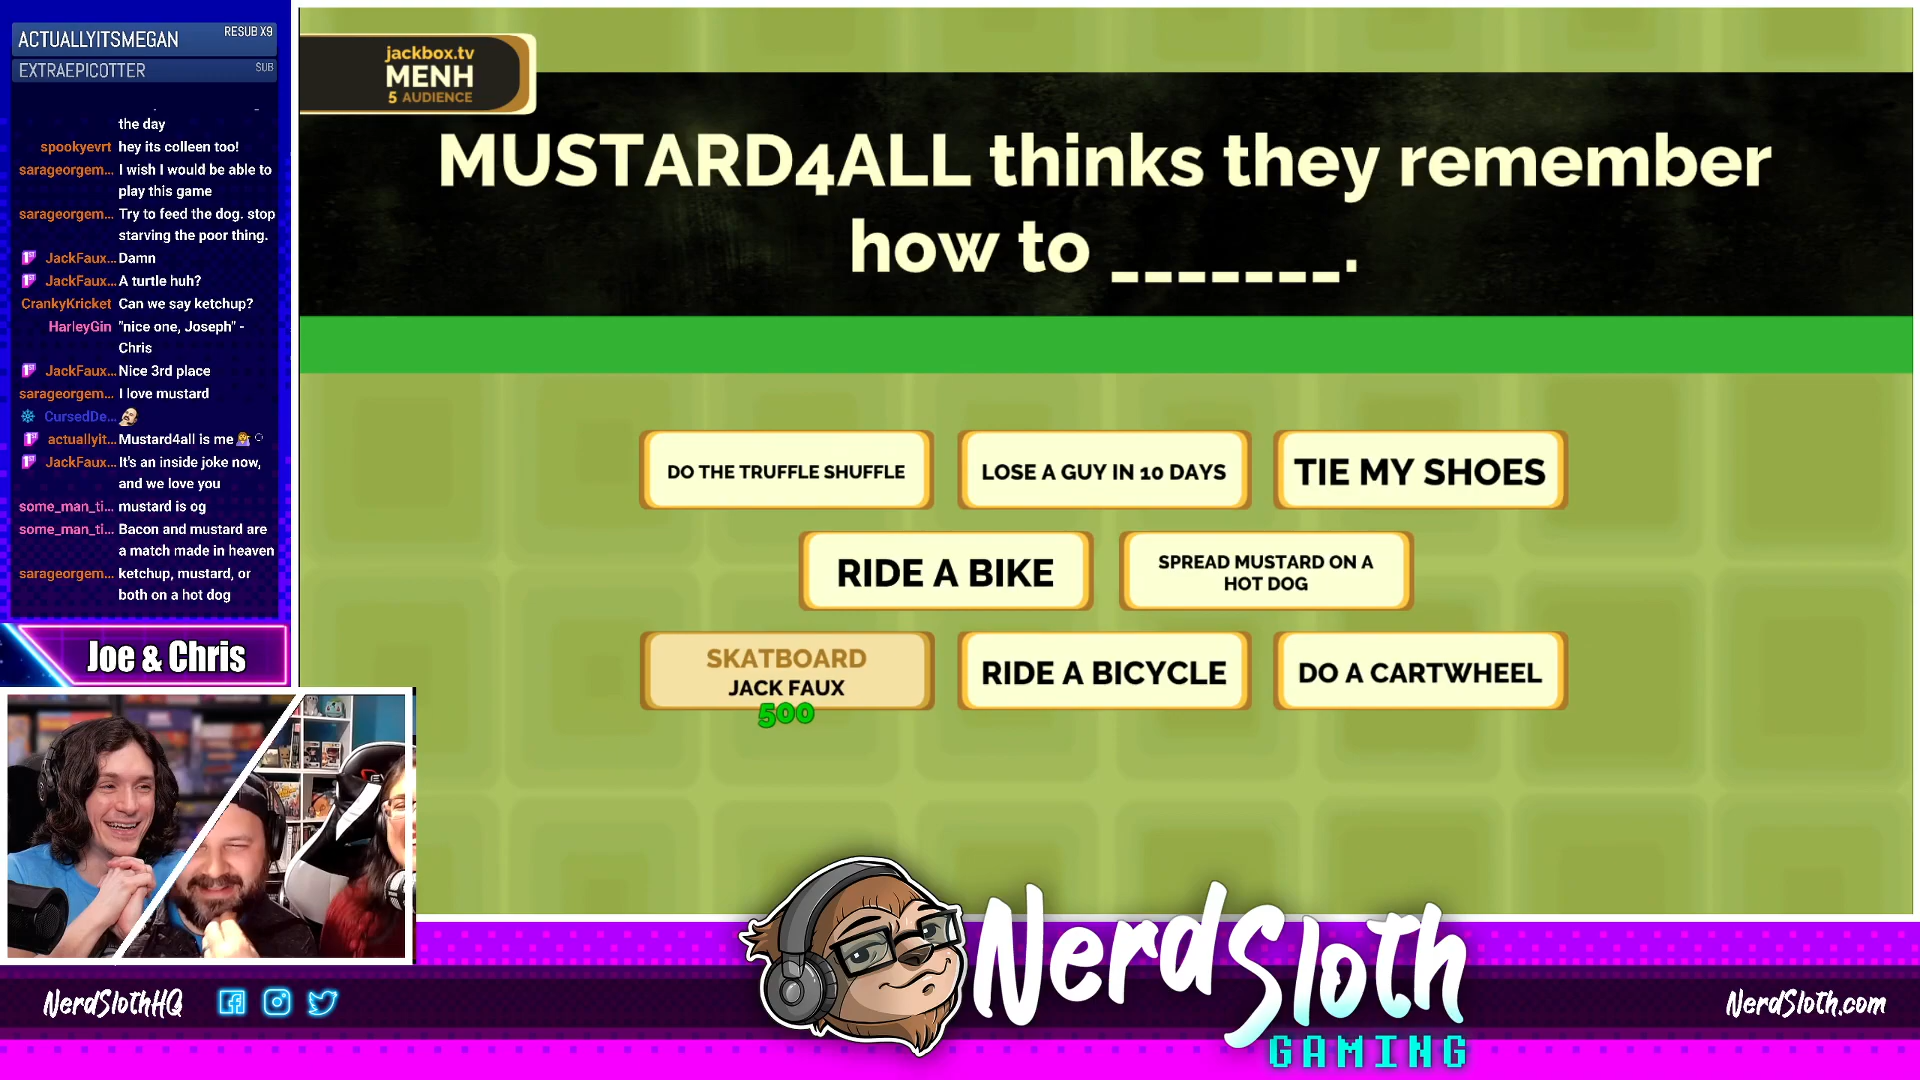 ACTUALLYITSMEGAN RESUB X9
EXTRAEPICOTTER SUB
the day
spookyevrt hey its colleen too!
sarageorgem... I wish I would be able to
play this game
sarageorgem... Try to feed the dog. stop
starving the poor thing.
JackFaux... Damn
JackFaux... A turtle huh?
CrankyKricket Can we say ketchup?
HarleyGin "nice one, Joseph" -
Chris
JackFaux... Nice 3rd place
sarageorgem... I love mustard
CursedDe...
actuallyit... Mustard4all is me
JackFaux... It's an inside joke now,
and we love you
some_man_ti... mustard is og
some_man_ti... Bacon and mustard are
a match made in heaven
sarageorgem... ketchup, mustard, or
both on a hot dog
Joe & Chris
jackbox.tv
MENH
5 AUDIENCE
MUSTARD4ALL thinks they remember
how to _______.
DO THE TRUFFLE SHUFFLE
LOSE A GUY IN 10 DAYS
TIE MY SHOES
RIDE A BIKE
SPREAD MUSTARD ON A
HOT DOG
SKATBOARD
JACK FAUX
500
RIDE A BICYCLE
DO A CARTWHEEL
NerdSlothHQ
NerdSloth
GAMING
NerdSloth.com